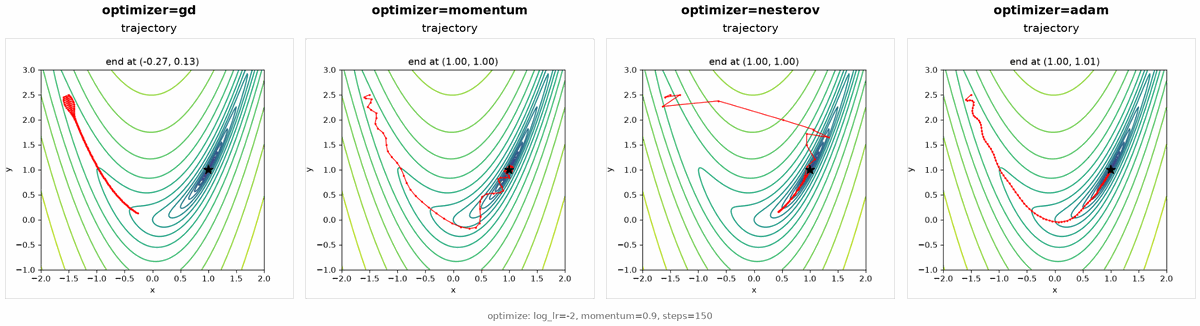 optimizer=gd
trajectory
end at (-0.27, 0.13)
3.0
2.5
2.0
1.5
1.0
0.5
0.0
−0.5
−1.0
y
−2.0 −1.5 −1.0 −0.5 0.0 0.5 1.0 1.5 2.0
x
optimizer=momentum
trajectory
end at (1.00, 1.00)
3.0
2.5
2.0
1.5
1.0
0.5
0.0
−0.5
−1.0
y
−2.0 −1.5 −1.0 −0.5 0.0 0.5 1.0 1.5 2.0
x
optimizer=nesterov
trajectory
end at (1.00, 1.00)
3.0
2.5
2.0
1.5
1.0
0.5
0.0
−0.5
−1.0
y
−2.0 −1.5 −1.0 −0.5 0.0 0.5 1.0 1.5 2.0
x
optimizer=adam
trajectory
end at (1.00, 1.01)
3.0
2.5
2.0
1.5
1.0
0.5
0.0
−0.5
−1.0
y
−2.0 −1.5 −1.0 −0.5 0.0 0.5 1.0 1.5 2.0
x
optimize: log_lr=-2, momentum=0.9, steps=150